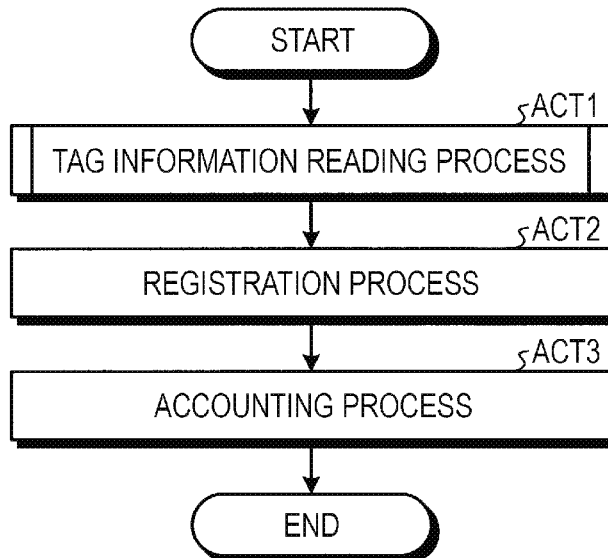 START
ACT1
TAG INFORMATION READING PROCESS
ACT2
REGISTRATION PROCESS
ACT3
ACCOUNTING PROCESS
END